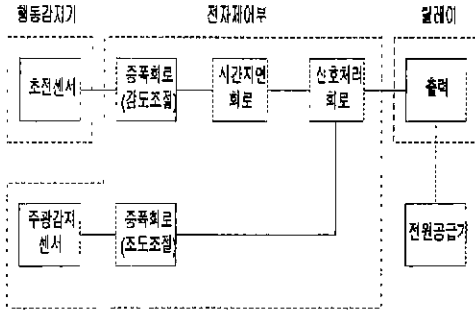 행동감지기
전자제어부
릴레이
초전센서
증폭회로
(감도조절)
시간지연
회로
신호처리
회로
출력
주광감지
센서
증폭회로
(조도조절)
전원공급기